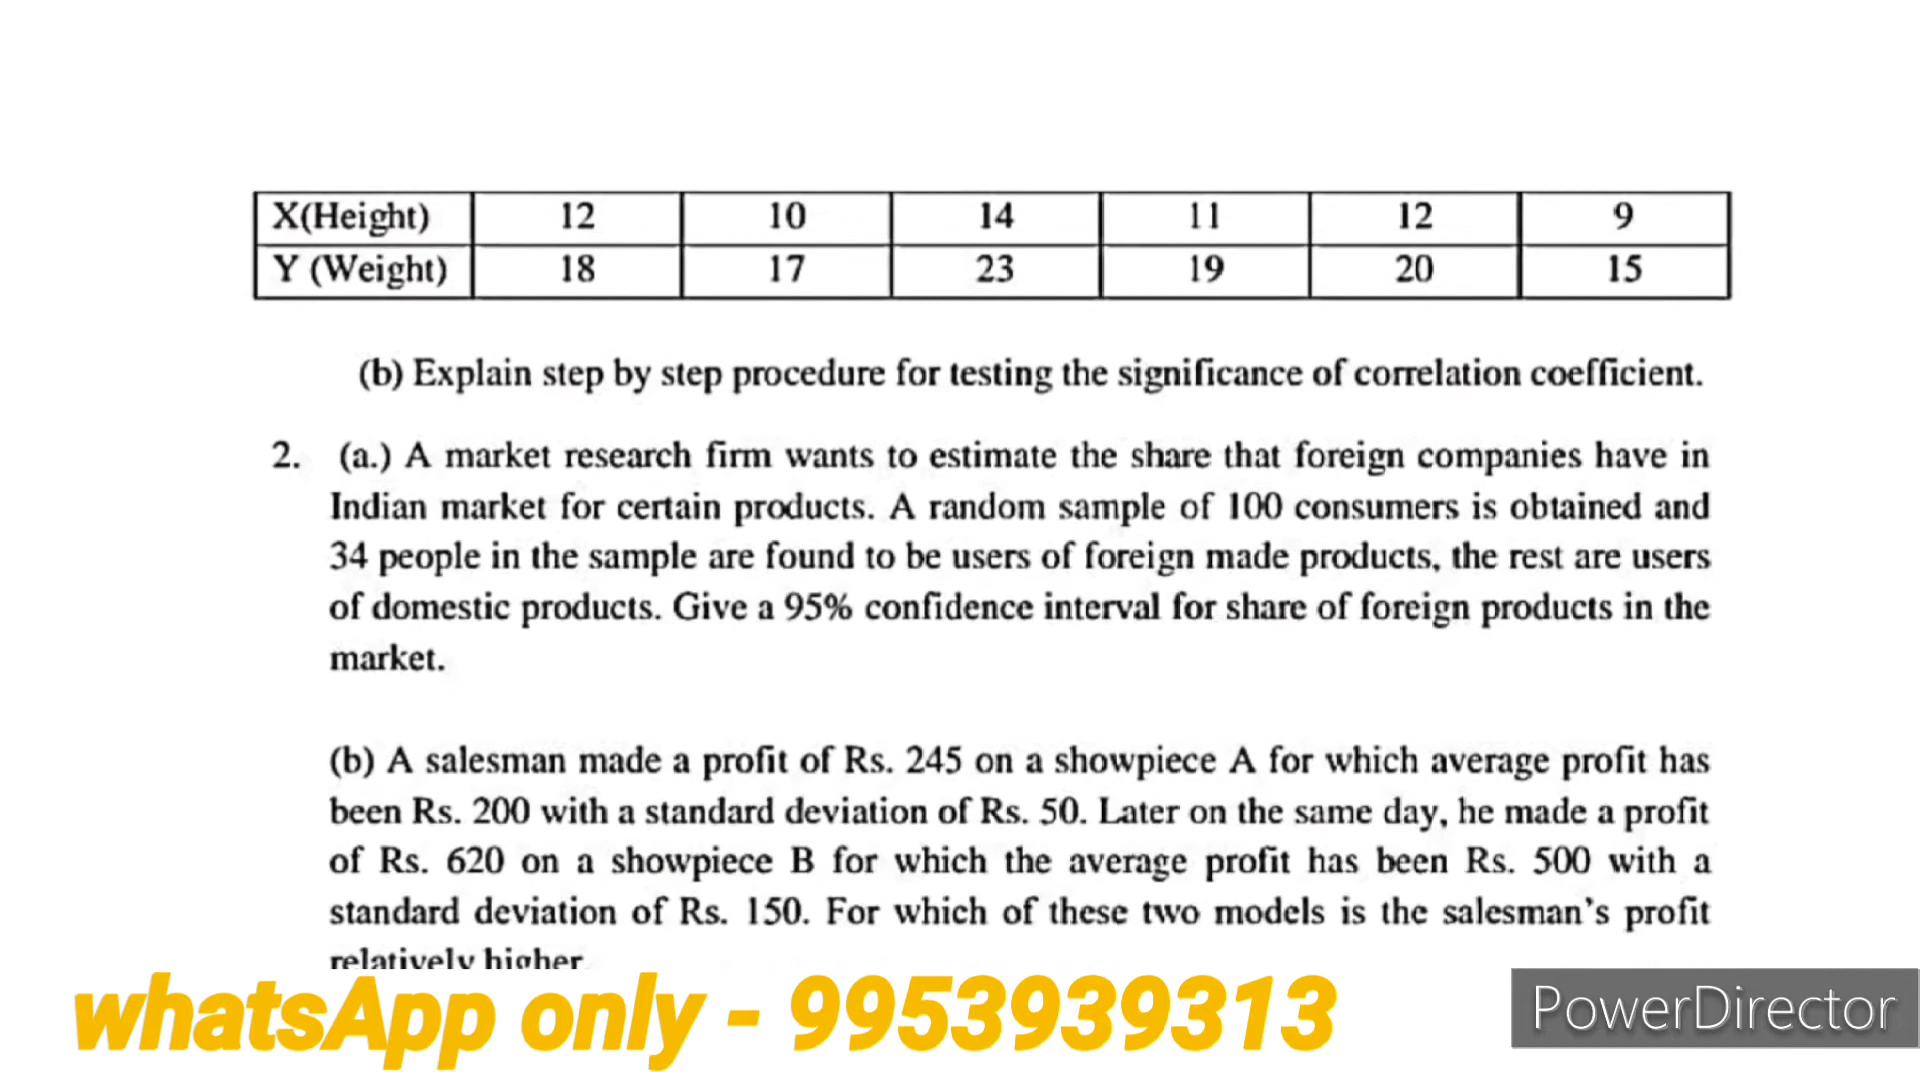 X(Height) 12 10 14 11 12 9
Y (Weight) 18 17 23 19 20 15
(b) Explain step by step procedure for testing the significance of correlation coefficient.
2. (a.) A market research firm wants to estimate the share that foreign companies have in
Indian market for certain products. A random sample of 100 consumers is obtained and
34 people in the sample are found to be users of foreign made products, the rest are users
of domestic products. Give a 95% confidence interval for share of foreign products in the
market.
(b) A salesman made a profit of Rs. 245 on a showpiece A for which average profit has
been Rs. 200 with a standard deviation of Rs. 50. Later on the same day, he made a profit
of Rs. 620 on a showpiece B for which the average profit has been Rs. 500 with a
standard deviation of Rs. 150. For which of these two models is the salesman's profit
relatively higher
whatsApp only - 9953939313
PowerDirector